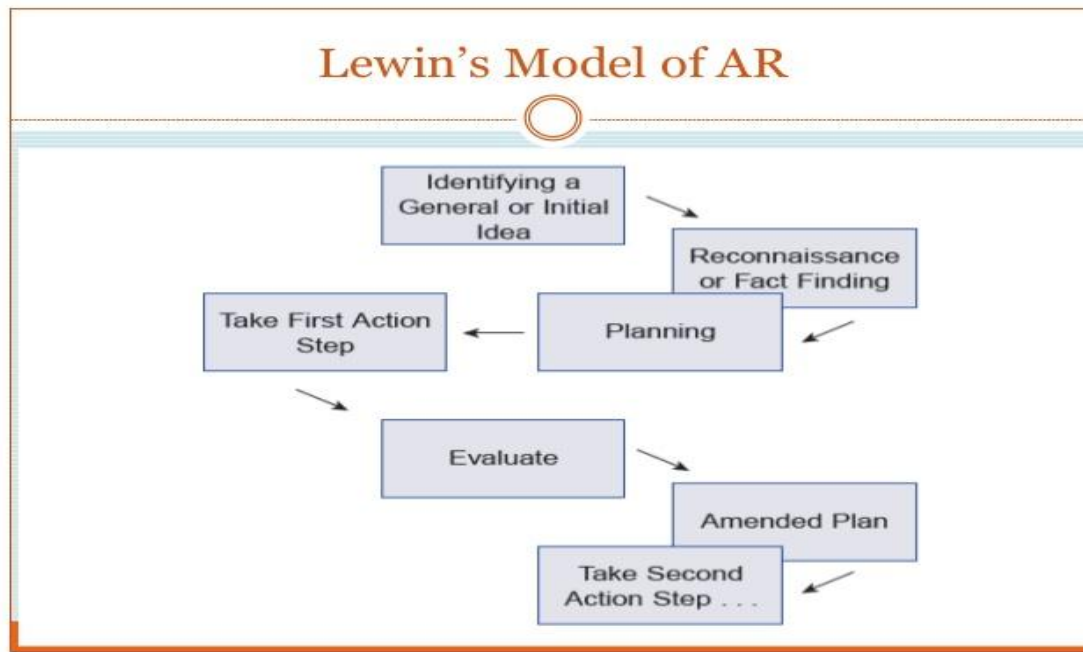 Lewin's Model of AR
Identifying a
General or Initial
Idea
Reconnaissance
or Fact Finding
Planning
Take First Action
Step
Evaluate
Amended Plan
Take Second
Action Step . . .